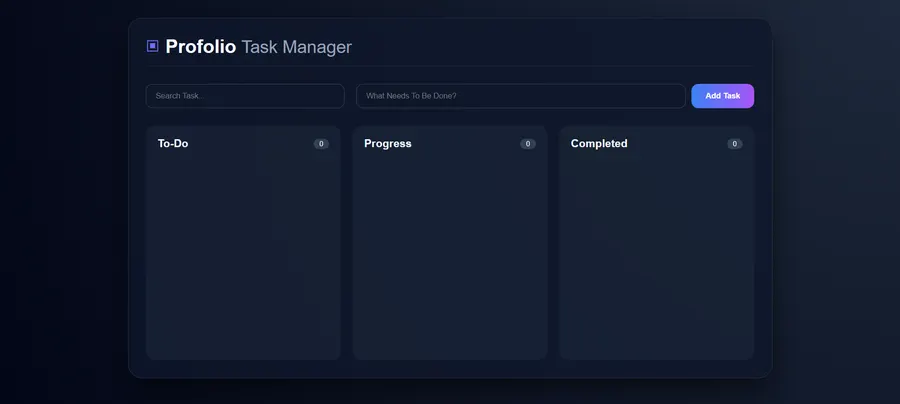 Profolio Task Manager
Search Task...
What Needs To Be Done?
Add Task
To-Do 0
Progress 0
Completed 0